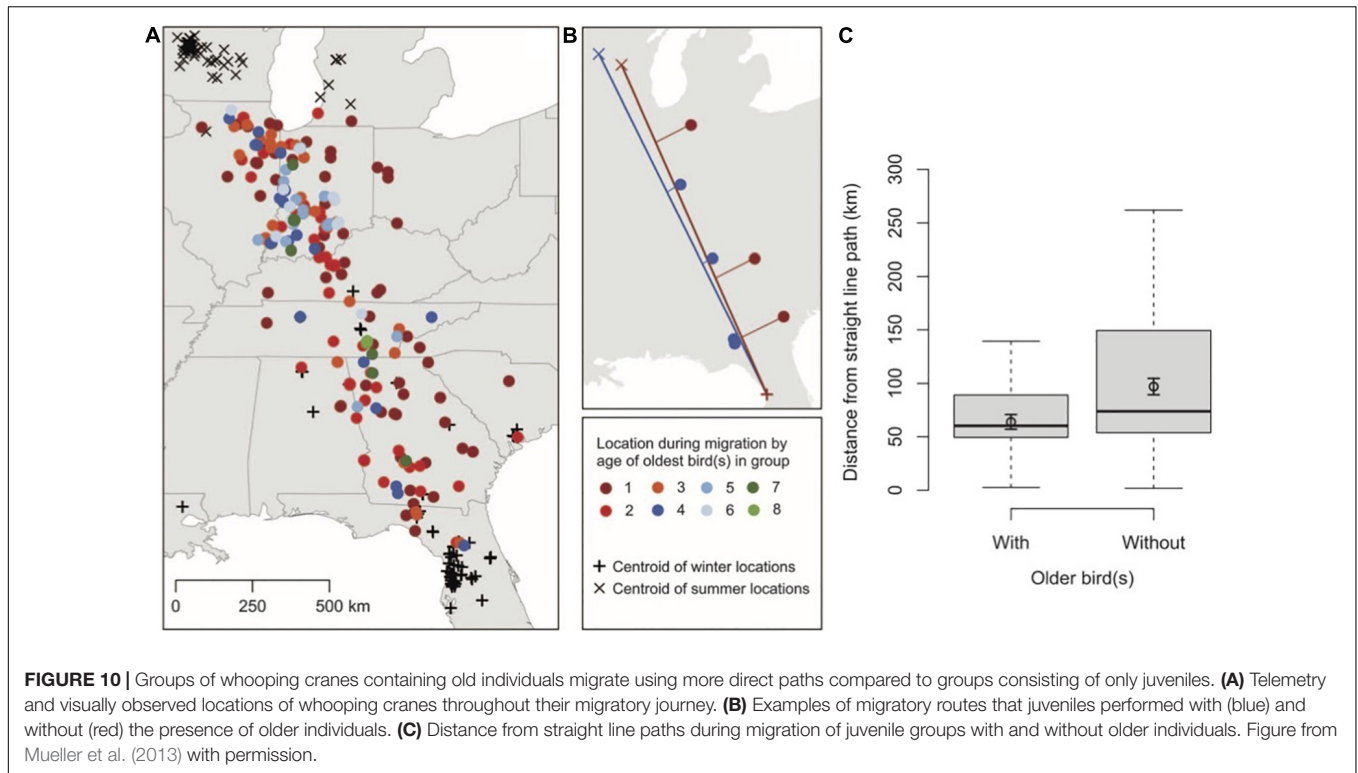 A
B
C
0 250 500 km
Location during migration by
age of oldest bird(s) in group
1 3 5 7
2 4 6 8
+ Centroid of winter locations
× Centroid of summer locations
Distance from straight line path (km)
300
250
200
150
100
50
0
With Without
Older bird(s)
FIGURE 10 | Groups of whooping cranes containing old individuals migrate using more direct paths compared to groups consisting of only juveniles. (A) Telemetry
and visually observed locations of whooping cranes throughout their migratory journey. (B) Examples of migratory routes that juveniles performed with (blue) and
without (red) the presence of older individuals. (C) Distance from straight line paths during migration of juvenile groups with and without older individuals. Figure from
Mueller et al. (2013) with permission.